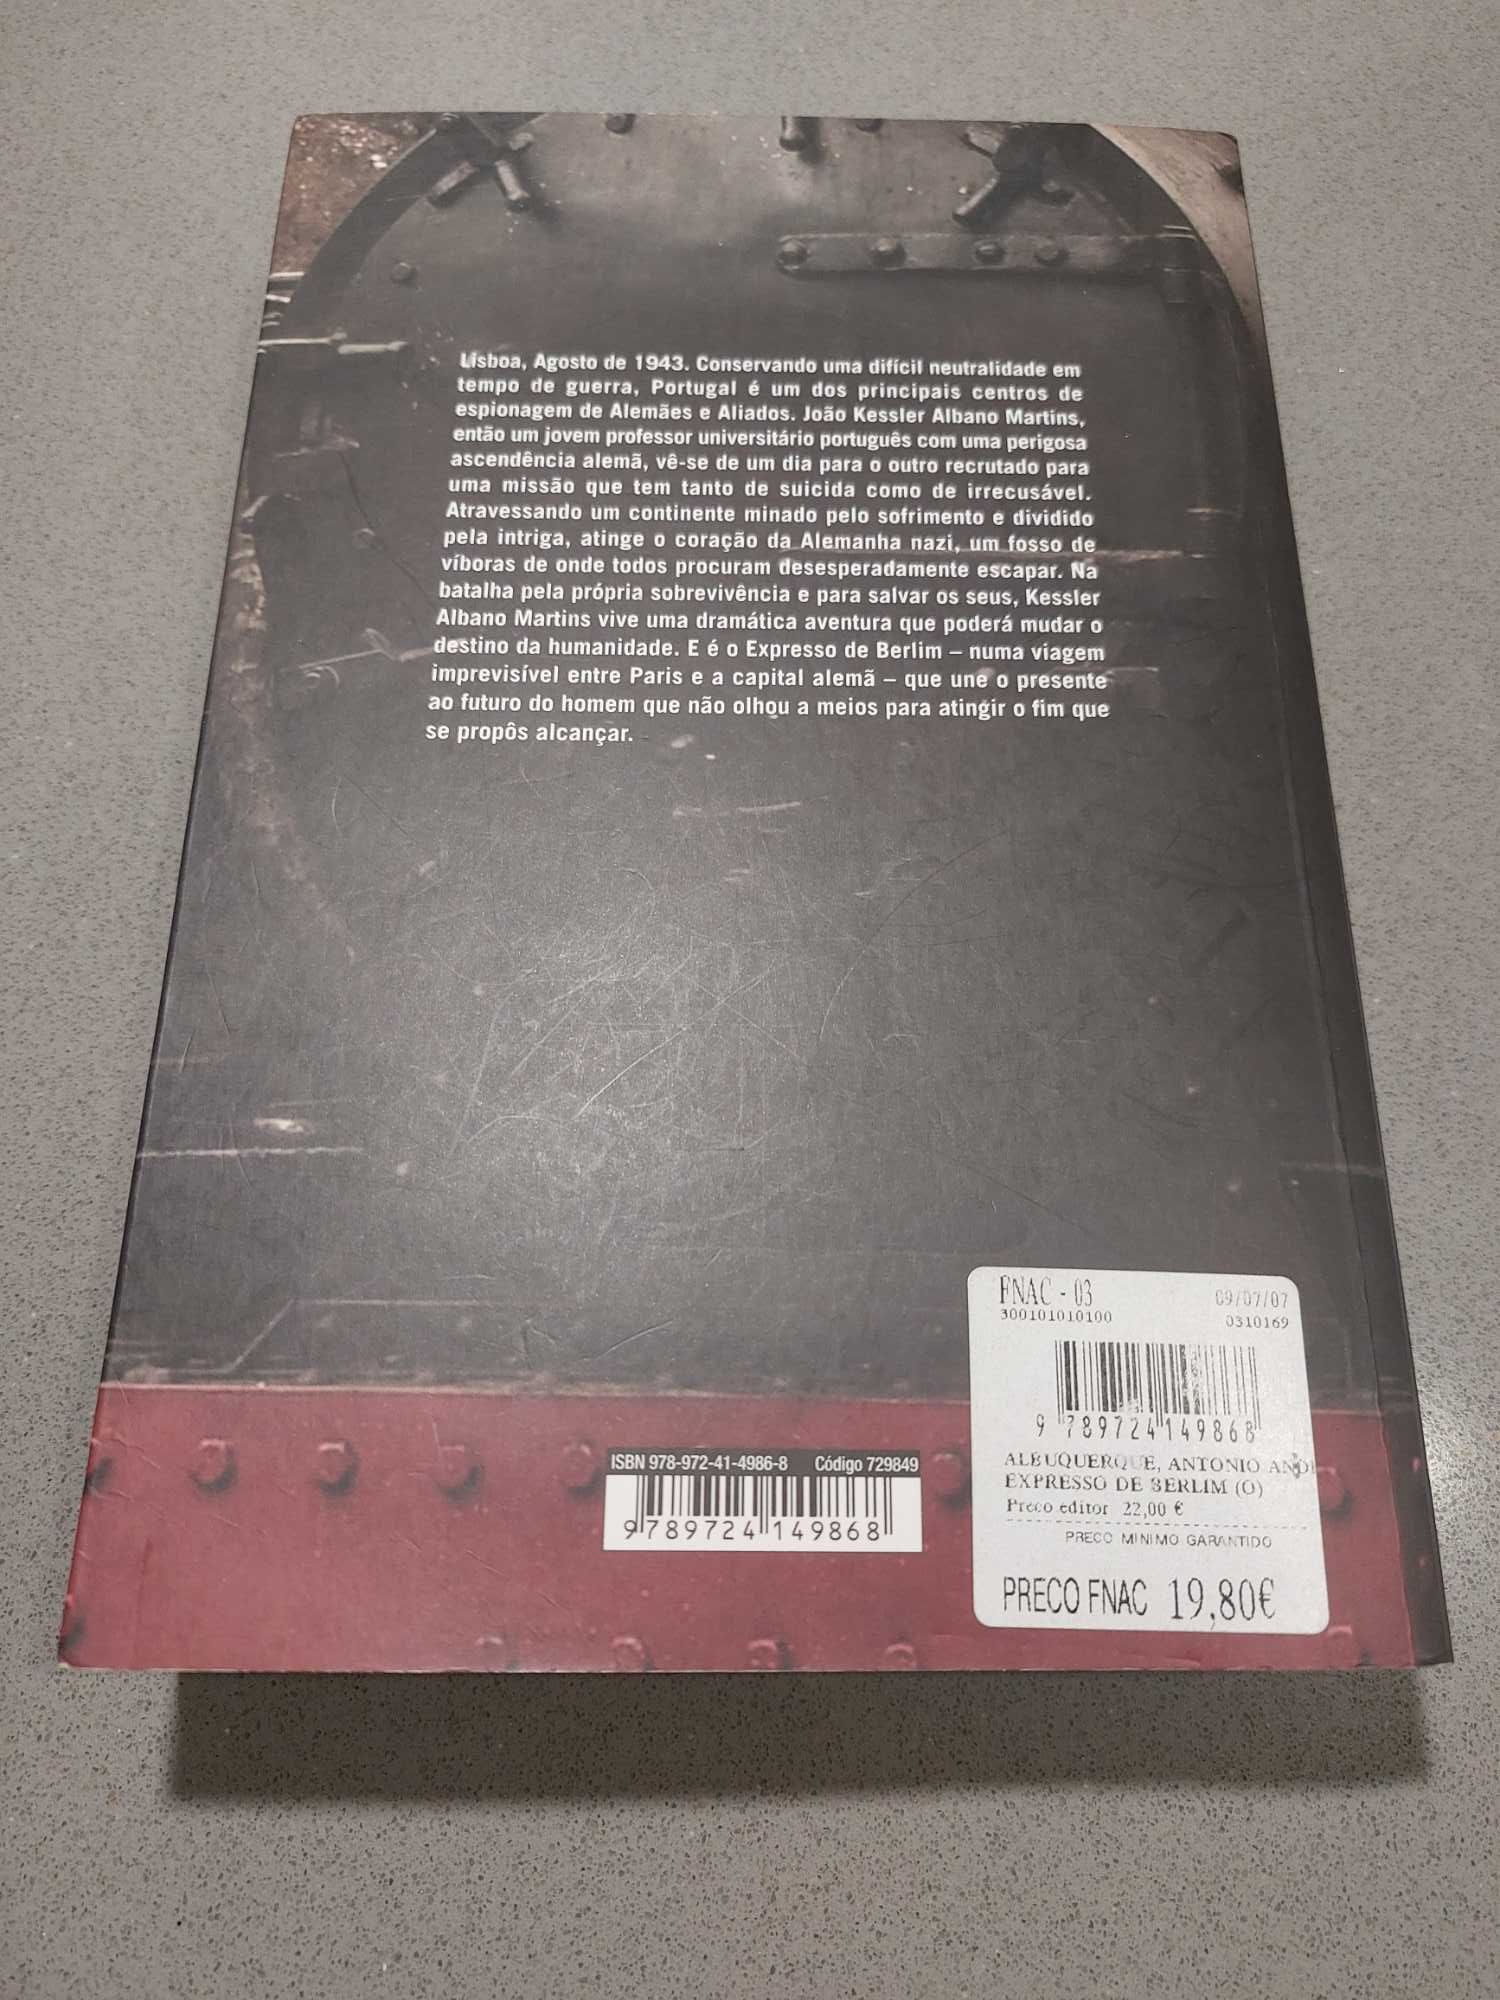 Lisboa, Agosto de 1943. Conservando uma difícil neutralidade em
tempo de guerra, Portugal é um dos principais centros de
espionagem de Alemães e Aliados. João Kessler Albano Martins,
então um jovem professor universitário português com uma perigosa
ascendência alemã, vê-se de um dia para o outro recrutado para
uma missão que tem tanto de suicida como de irrecusável.
Atravessando um continente minado pelo sofrimento e dividido
pela intriga, atinge o coração da Alemanha nazi, um fosso de
víboras de onde todos procuram desesperadamente escapar. Na
batalha pela própria sobrevivência e para salvar os seus, Kessler
Albano Martins vive uma dramática aventura que poderá mudar o
destino da humanidade. E é o Expresso de Berlim – numa viagem
imprevisível entre Paris e a capital alemã – que une o presente
ao futuro do homem que não olhou a meios para atingir o fim que
se propôs alcançar.
FNAC - 03 09/07/07
300101010100 0310169
9 789724 149868
ALBUQUERQUE, ANTONIO AND
EXPRESSO DE BERLIM (O)
Preco editor 22,00 €
PRECO MINIMO GARANTIDO
PRECO FNAC 19,80€
ISBN 978-972-41-4986-8 Código 729849
9 789724 149868